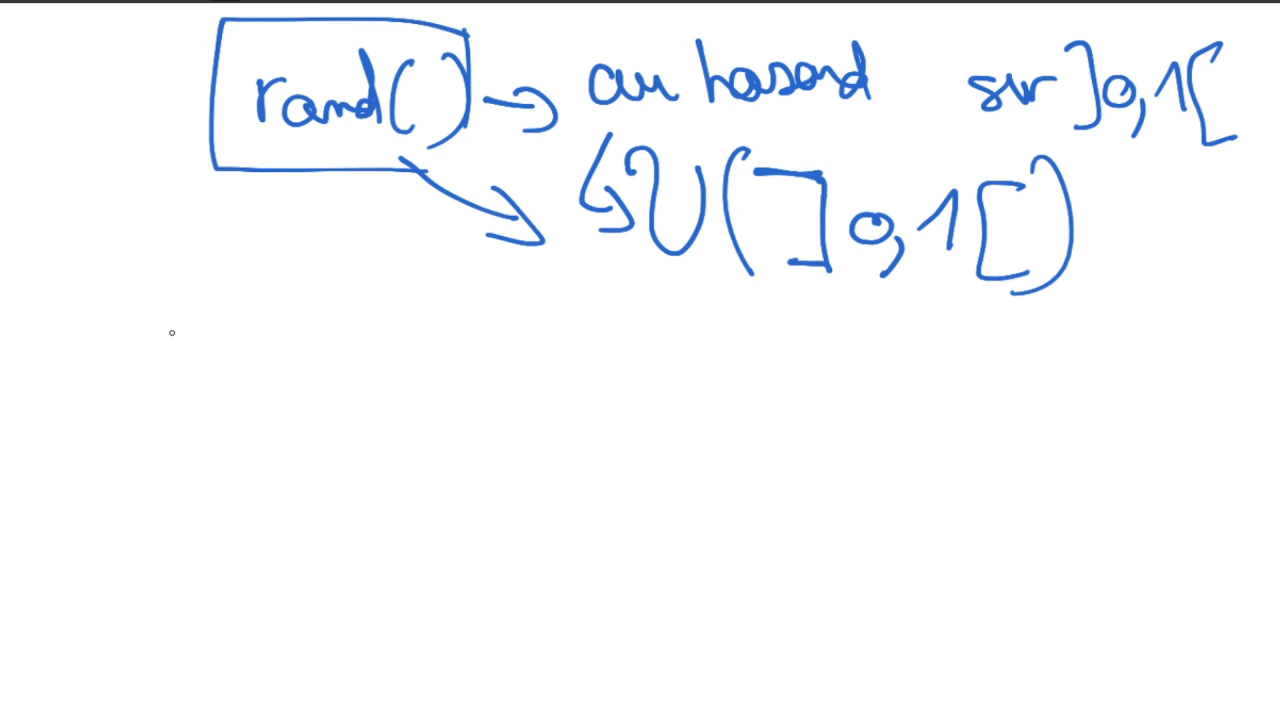 rand() → au hasard sur ]0,1[
↳ U(]0,1[)